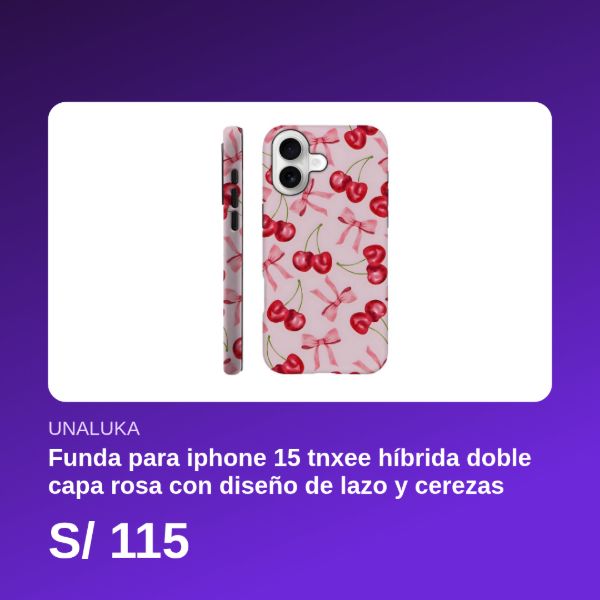 UNALUKA
Funda para iphone 15 tnxee híbrida doble
capa rosa con diseño de lazo y cerezas
S/ 115